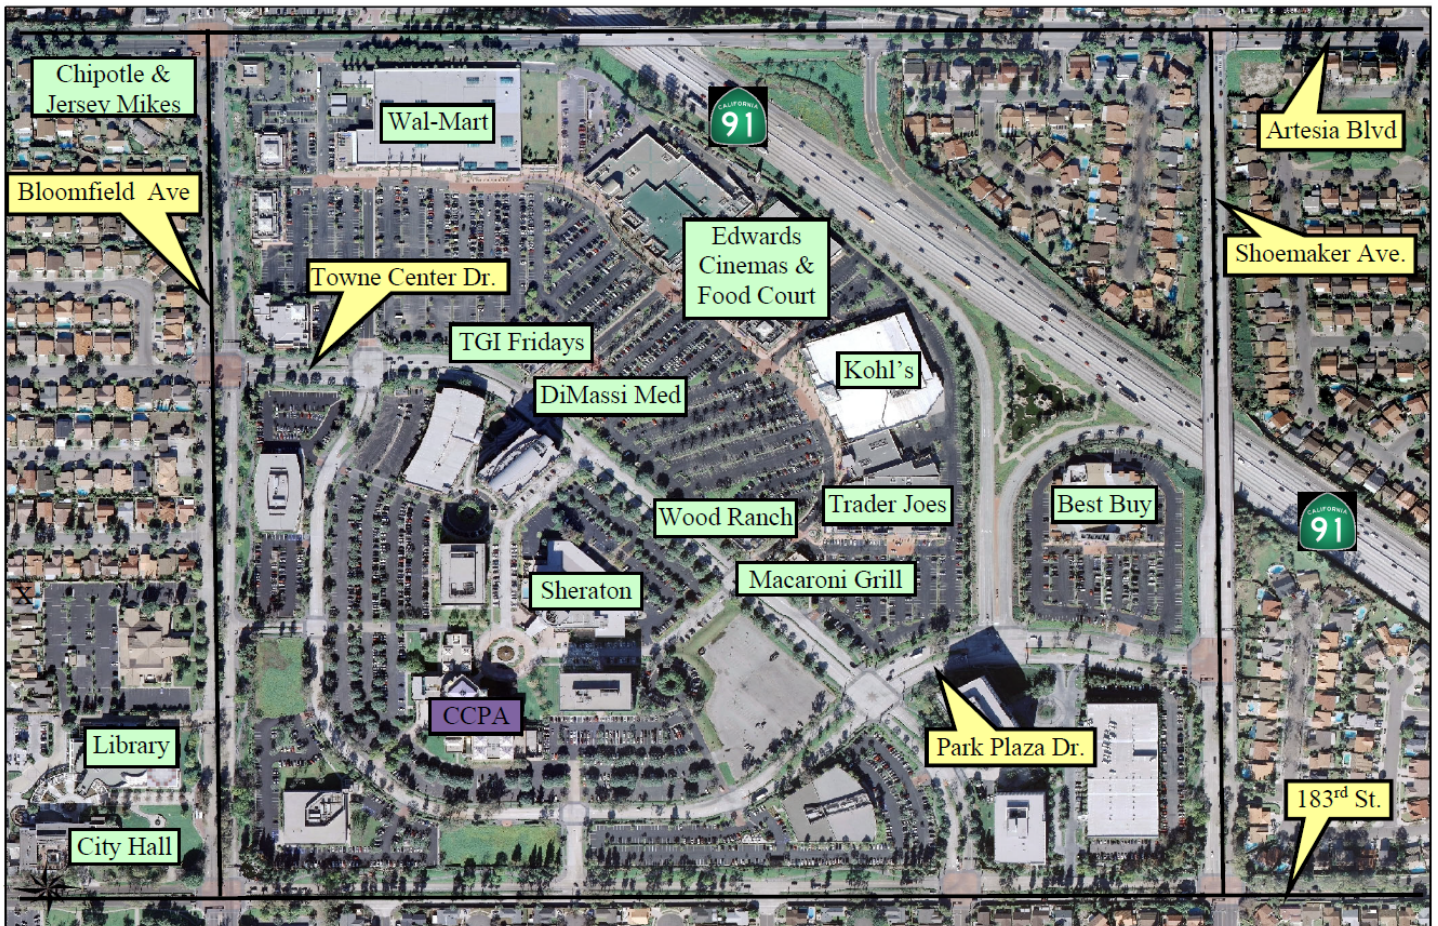 Chipotle &
Jersey Mikes
Wal-Mart
CALIFORNIA
91
Artesia Blvd
Bloomfield Ave
Edwards
Cinemas &
Food Court
Shoemaker Ave.
Towne Center Dr.
TGI Fridays
Kohl's
DiMassi Med
Wood Ranch
Trader Joes
Best Buy
CALIFORNIA
91
Macaroni Grill
Sheraton
X
CCPA
Library
Park Plaza Dr.
183rd St.
City Hall